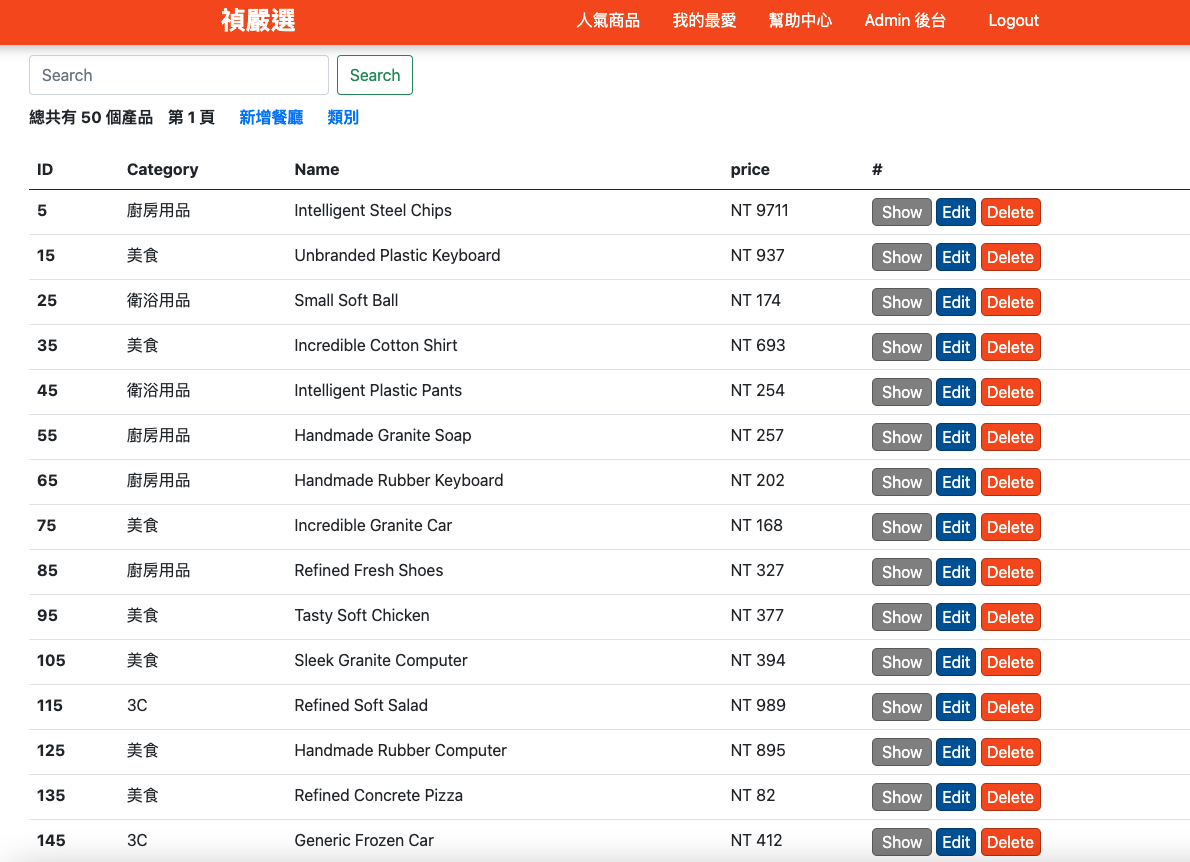 禎嚴選 人氣商品 我的最愛 幫助中心 Admin 後台 Logout
Search Search
總共有 50 個產品 第 1 頁 新增餐廳 類別
ID Category Name price #
5 廚房用品 Intelligent Steel Chips NT 9711 Show Edit Delete
15 美食 Unbranded Plastic Keyboard NT 937 Show Edit Delete
25 衛浴用品 Small Soft Ball NT 174 Show Edit Delete
35 美食 Incredible Cotton Shirt NT 693 Show Edit Delete
45 衛浴用品 Intelligent Plastic Pants NT 254 Show Edit Delete
55 廚房用品 Handmade Granite Soap NT 257 Show Edit Delete
65 廚房用品 Handmade Rubber Keyboard NT 202 Show Edit Delete
75 美食 Incredible Granite Car NT 168 Show Edit Delete
85 廚房用品 Refined Fresh Shoes NT 327 Show Edit Delete
95 美食 Tasty Soft Chicken NT 377 Show Edit Delete
105 美食 Sleek Granite Computer NT 394 Show Edit Delete
115 3C Refined Soft Salad NT 989 Show Edit Delete
125 美食 Handmade Rubber Computer NT 895 Show Edit Delete
135 美食 Refined Concrete Pizza NT 82 Show Edit Delete
145 3C Generic Frozen Car NT 412 Show Edit Delete